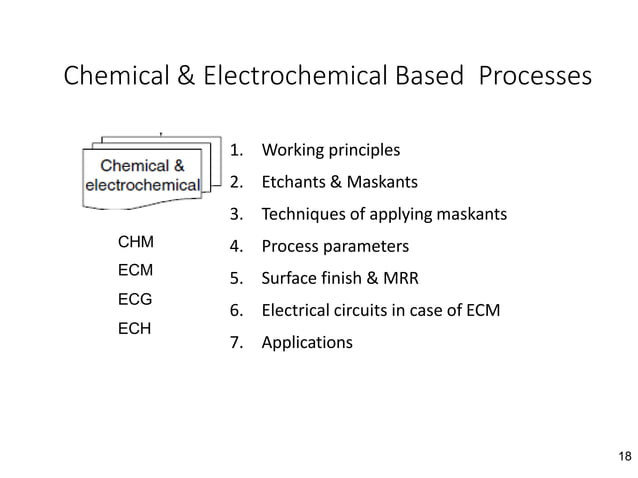 Chemical & Electrochemical Based  Processes
Chemical &
electrochemical
CHM
ECM
ECG
ECH
1. Working principles
2. Etchants & Maskants
3. Techniques of applying maskants
4. Process parameters
5. Surface finish & MRR
6. Electrical circuits in case of ECM
7. Applications
18